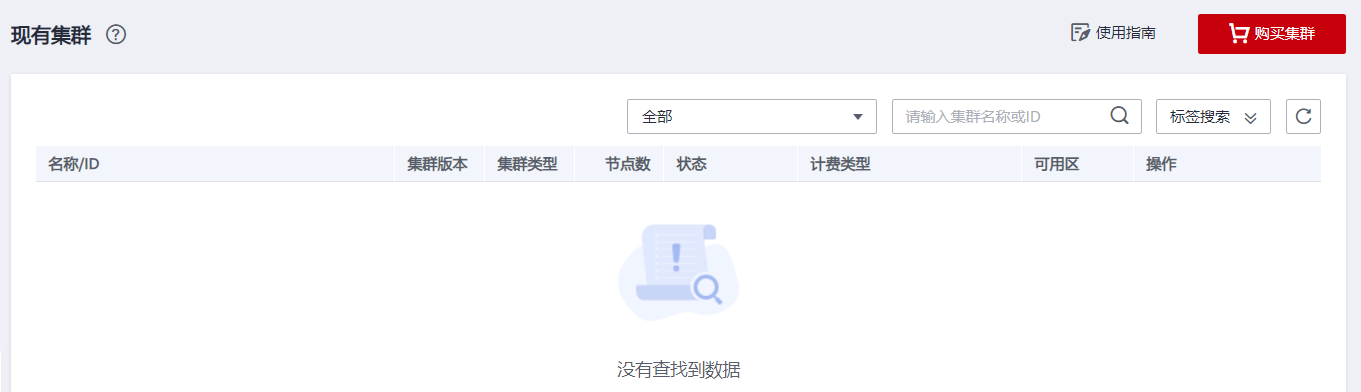 现有集群 使用指南 购买集群
全部 请输入集群名称或ID 标签搜索
名称/ID 集群版本 集群类型 节点数 状态 计费类型 可用区 操作
没有查找到数据